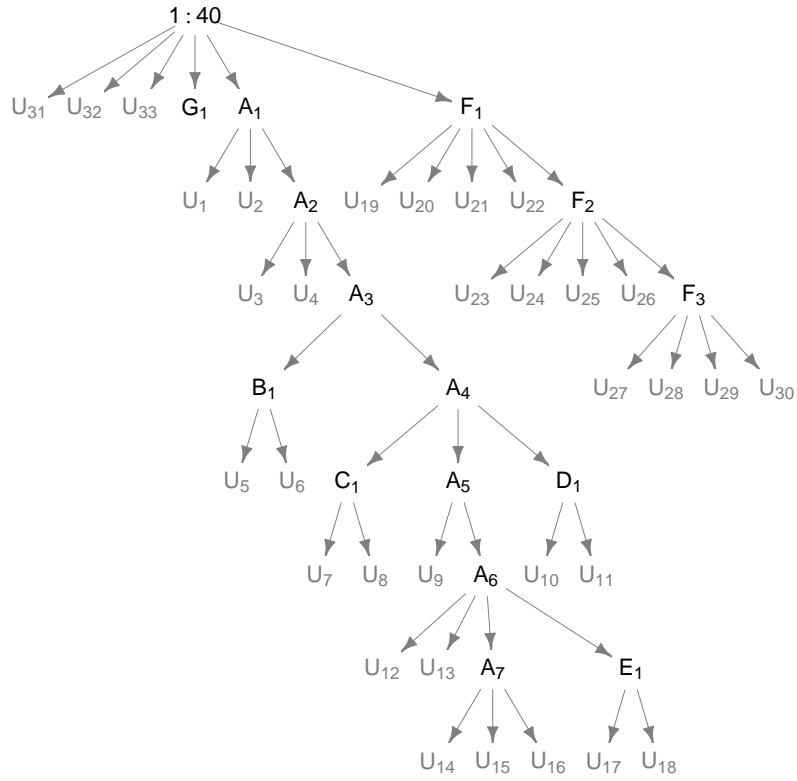 1 : 40
U31 U32 U33 G1 A1 F1
U1 U2 A2 U19 U20 U21 U22 F2
U3 U4 A3 U23 U24 U25 U26 F3
B1 A4 U27 U28 U29 U30
U5 U6 C1 A5 D1
U7 U8 U9 A6 U10 U11
U12 U13 A7 E1
U14 U15 U16 U17 U18